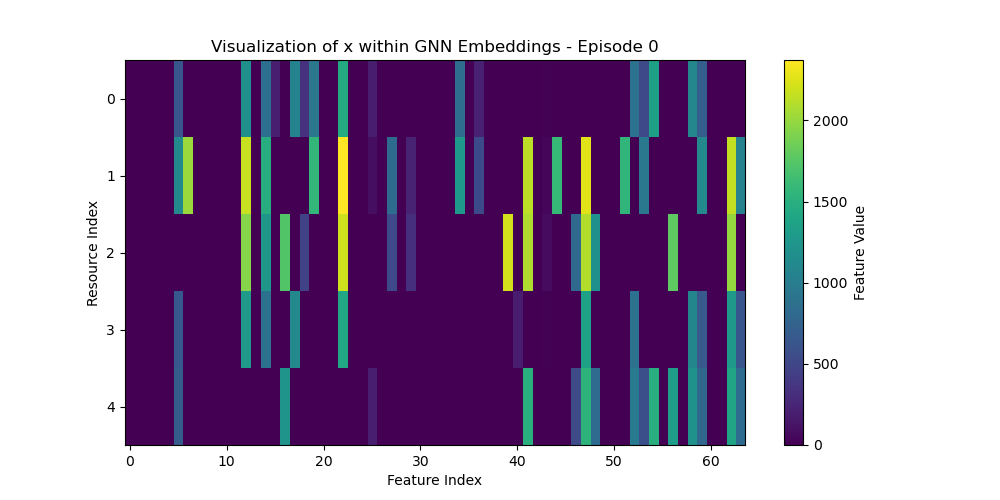 Visualization of x within GNN Embeddings - Episode 0
Resource Index
0
1
2
3
4
0 10 20 30 40 50 60
Feature Index
2000
1500
1000
500
0
Feature Value